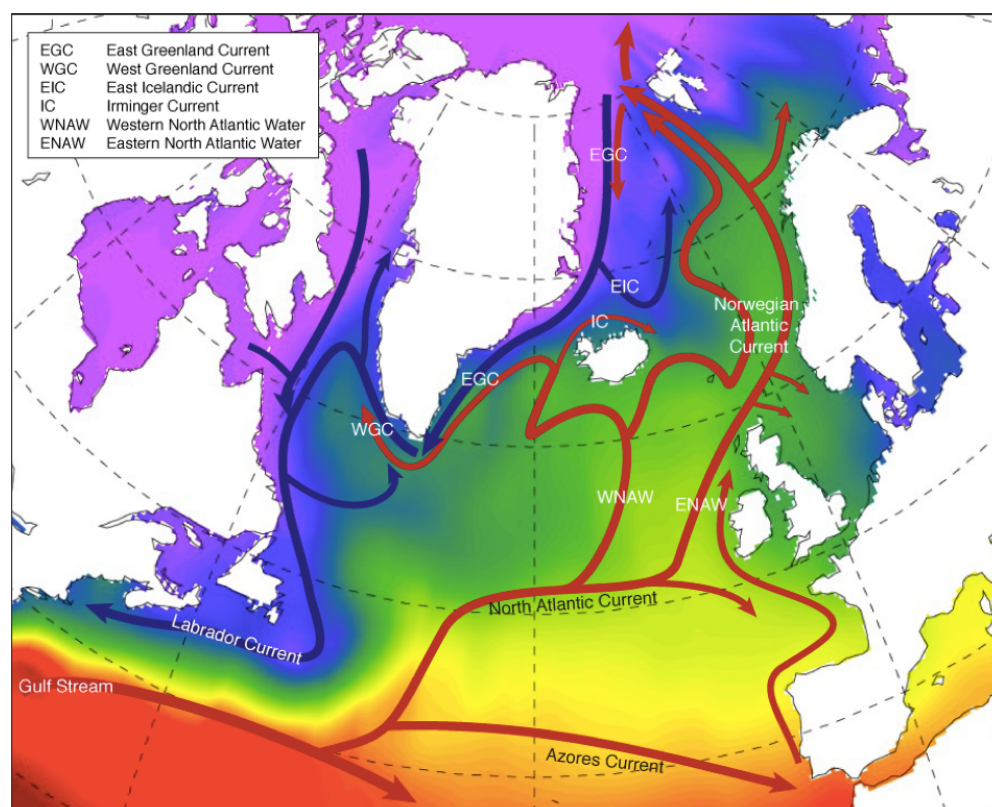 EGC East Greenland Current
WGC West Greenland Current
EIC East Icelandic Current
IC Irminger Current
WNAW Western North Atlantic Water
ENAW Eastern North Atlantic Water
EGC
EIC
Norwegian
Atlantic
Current
IC
EGC
WGC
WNAW
ENAW
North Atlantic Current
Labrador Current
Gulf Stream
Azores Current